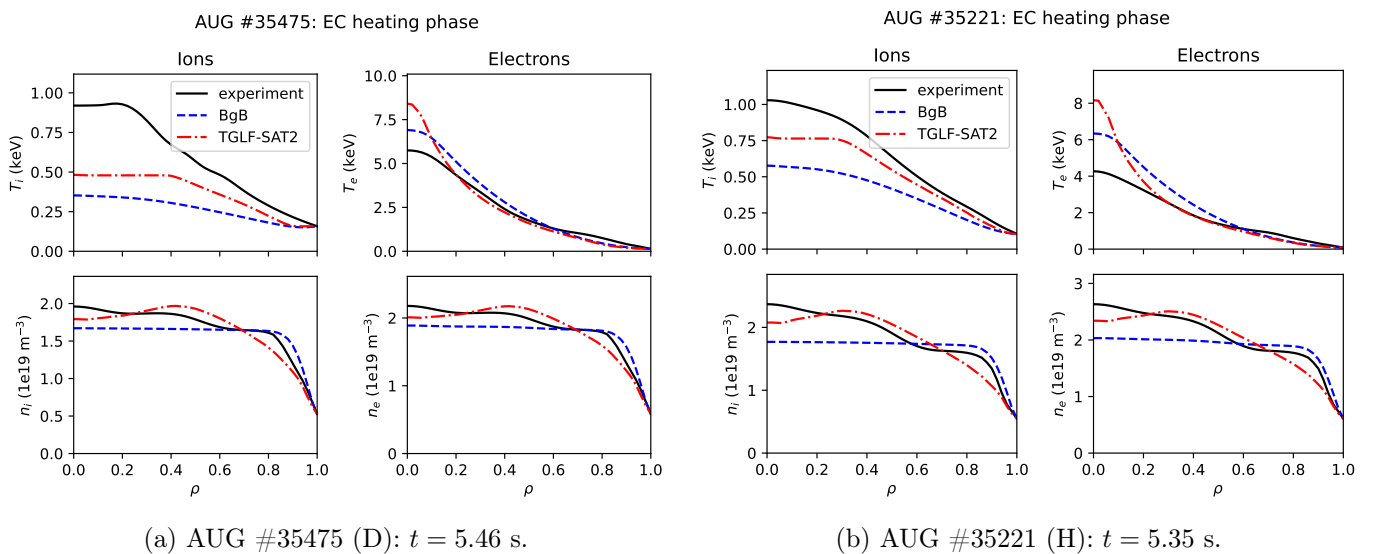 AUG #35475: EC heating phase
Ions
Electrons
1.00
0.75
0.50
0.25
0.00
T_i (keV)
experiment
BgB
TGLF-SAT2
10.0
7.5
5.0
2.5
0.0
T_e (keV)
2.0
1.5
1.0
0.5
0.0
n_i (1e19 m⁻³)
0.0 0.2 0.4 0.6 0.8 1.0
ρ
2
1
0
n_e (1e19 m⁻³)
0.0 0.2 0.4 0.6 0.8 1.0
ρ
(a) AUG #35475 (D): t = 5.46 s.
AUG #35221: EC heating phase
Ions
Electrons
1.00
0.75
0.50
0.25
0.00
T_i (keV)
experiment
BgB
TGLF-SAT2
8
6
4
2
0
T_e (keV)
2
1
0
n_i (1e19 m⁻³)
0.0 0.2 0.4 0.6 0.8 1.0
ρ
3
2
1
0
n_e (1e19 m⁻³)
0.0 0.2 0.4 0.6 0.8 1.0
ρ
(b) AUG #35221 (H): t = 5.35 s.